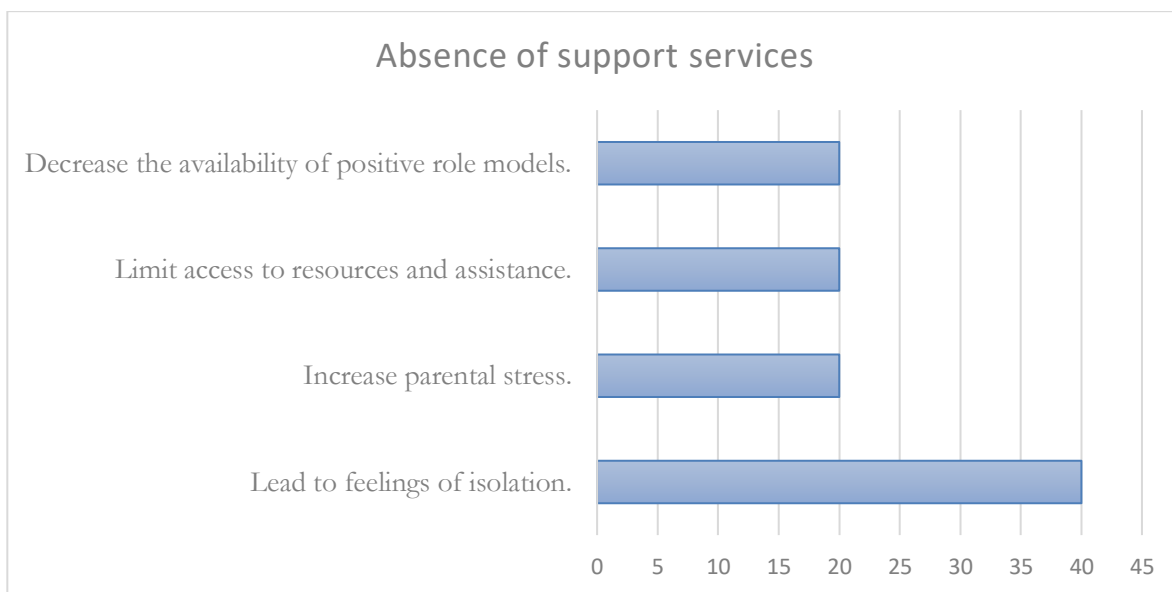 Absence of support services
Decrease the availability of positive role models.
Limit access to resources and assistance.
Increase parental stress.
Lead to feelings of isolation.
0 5 10 15 20 25 30 35 40 45